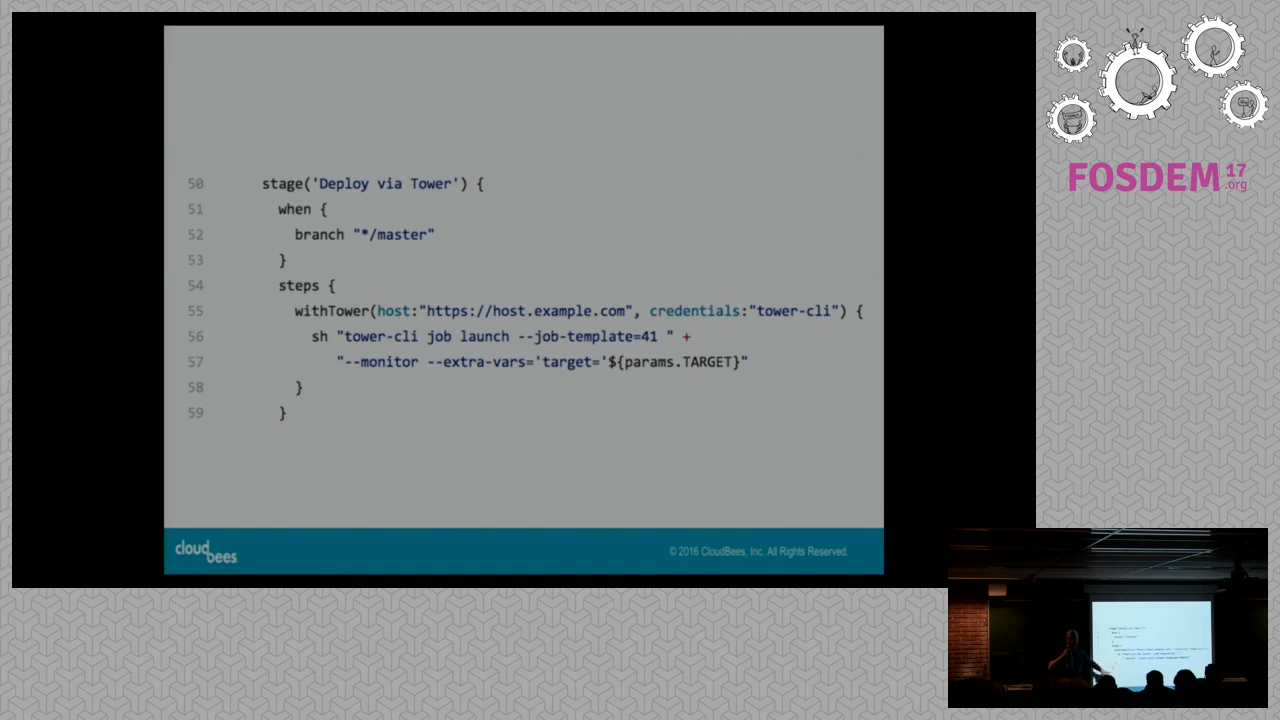 50 stage('Deploy via Tower') {
51 when {
52 branch "*/master"
53 }
54 steps {
55 withTower(host:"https://host.example.com", credentials:"tower-cli") {
56 sh "tower-cli job launch --job-template=41 " +
57 "--monitor --extra-vars='target='${params.TARGET}"
58 }
59 }
cloudbees
© 2016 CloudBees, Inc. All Rights Reserved.
FOSDEM 17 .org